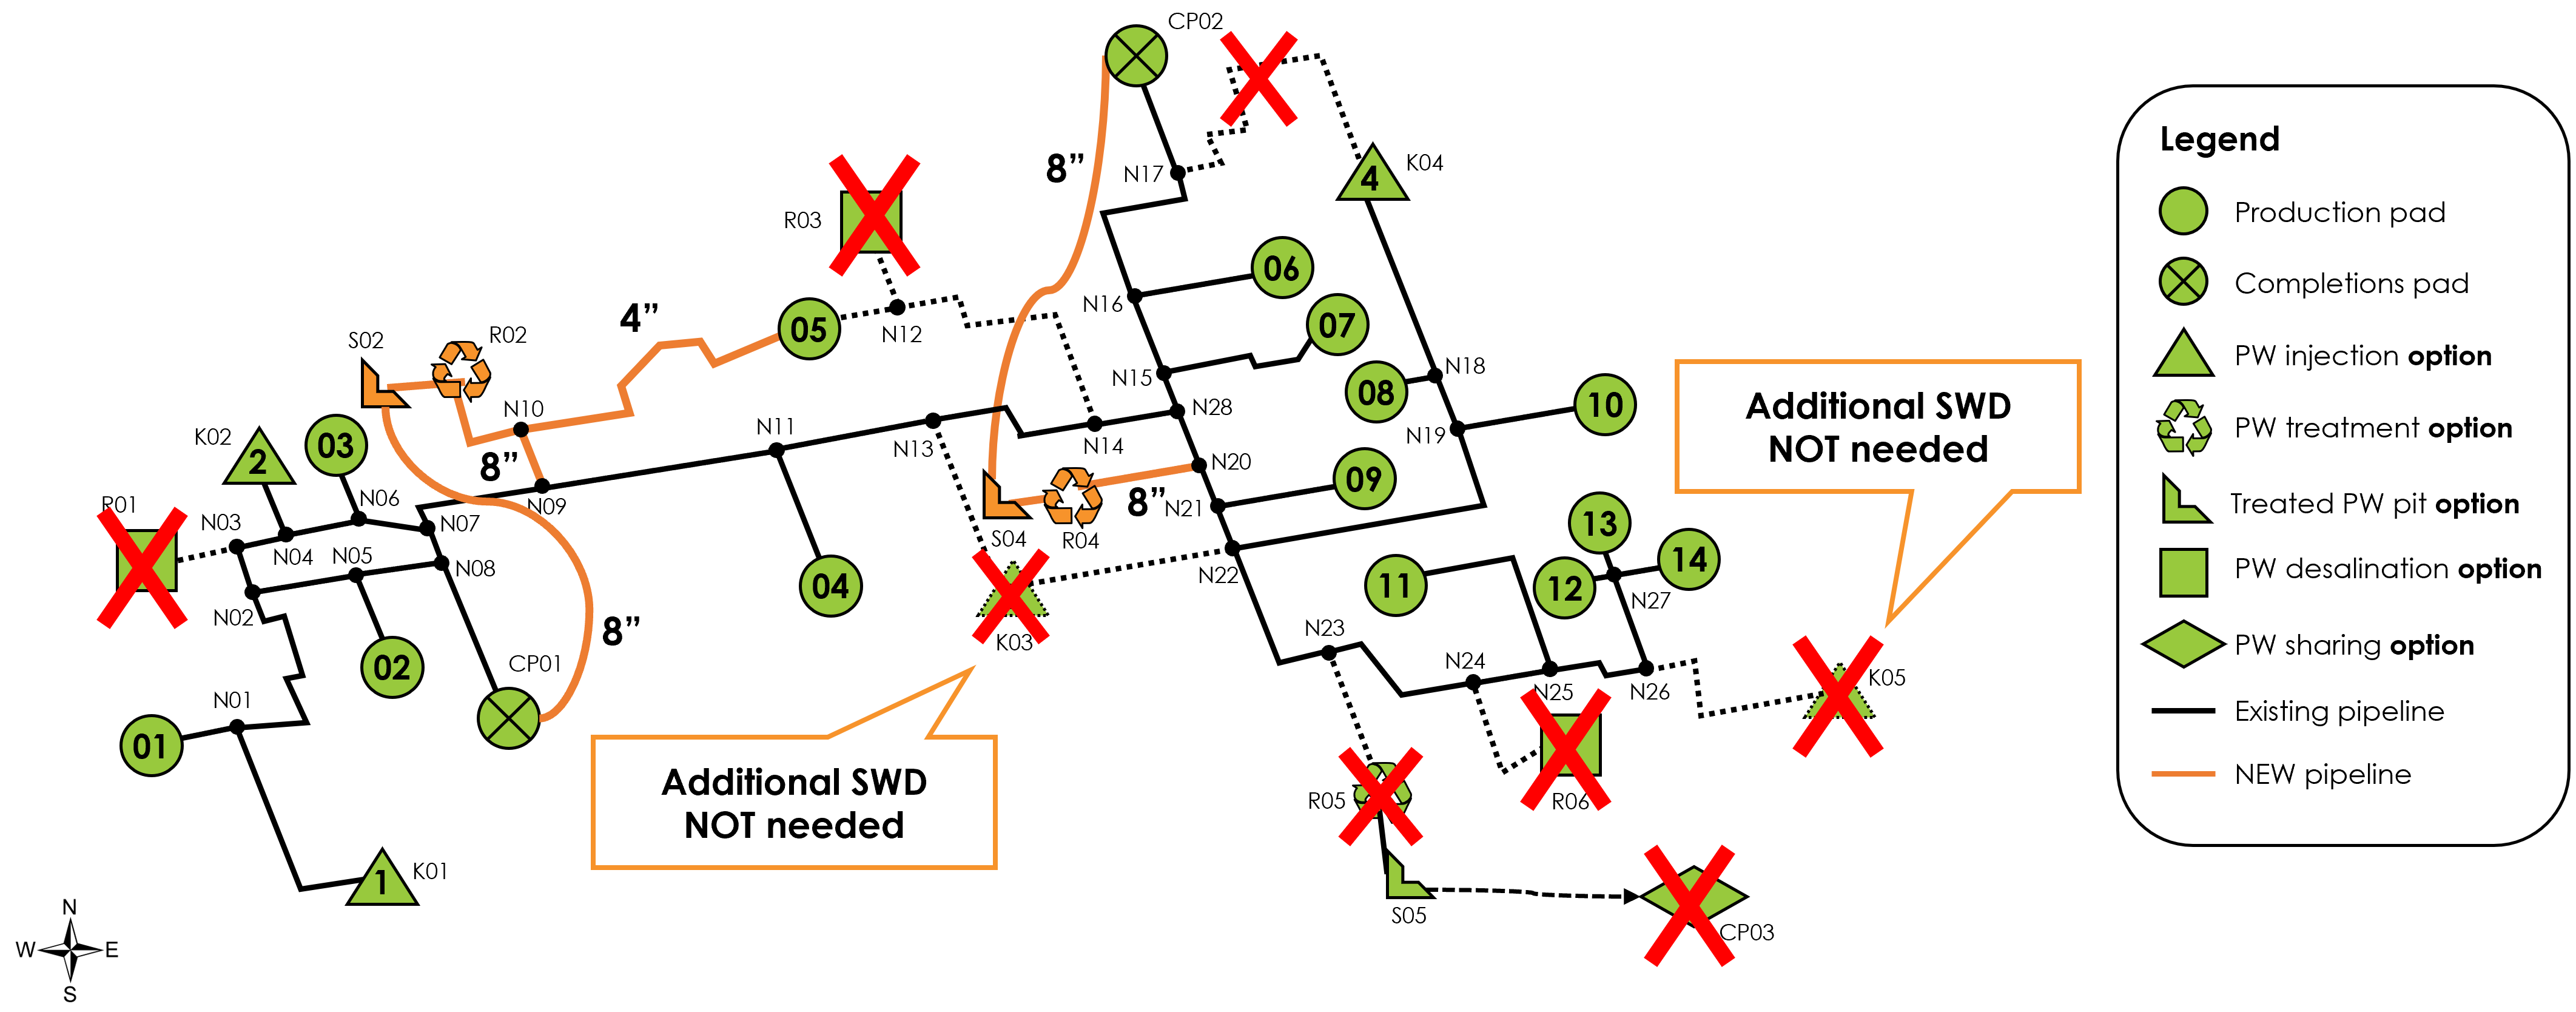 CP02
N17
K04
4
8”
R03
06
N16
05
N12
4”
07
N15
N18
08
10
N28
N19
S02
R02
N10
N11
N13
N14
N20
09
8”
N21
S04
R04
8”
K02
2
03
N06
N09
R01
N03
N04
N07
N05
N08
N02
02
04
K03
N22
11
13
12
14
N27
CP01
8”
N01
01
N23
N24
N25
N26
K05
R05
R06
S05
CP03
1
K01
Additional SWD
NOT needed
Additional SWD
NOT needed
N
W
E
S
Legend
Production pad
Completions pad
PW injection option
PW treatment option
Treated PW pit option
PW desalination option
PW sharing option
Existing pipeline
NEW pipeline